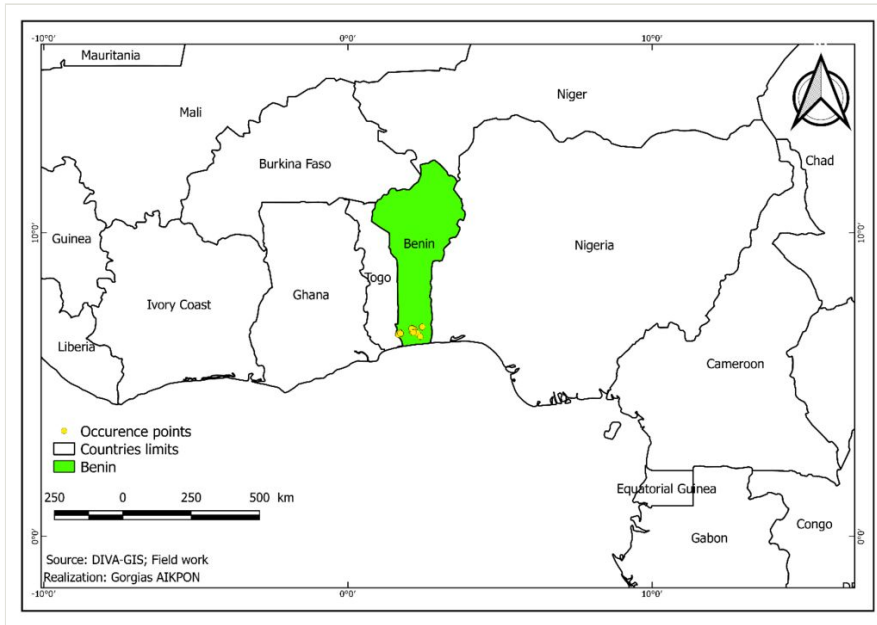 -10°0' 0°0' 10°0'
Mauritania
Mali
Niger
Burkina Faso
Chad
10°0' 10°0'
Guinea
Benin
Nigeria
Togo
Ivory Coast
Ghana
Liberia
Cameroon
Occurence points
Countries limits
Benin
250 0 250 500 km
Equatorial Guinea
Congo
Gabon
0°0' 0°0'
Source: DIVA-GIS; Field work
Realization: Gorgias AIKPON
-10°0' 0°0' 10°0'